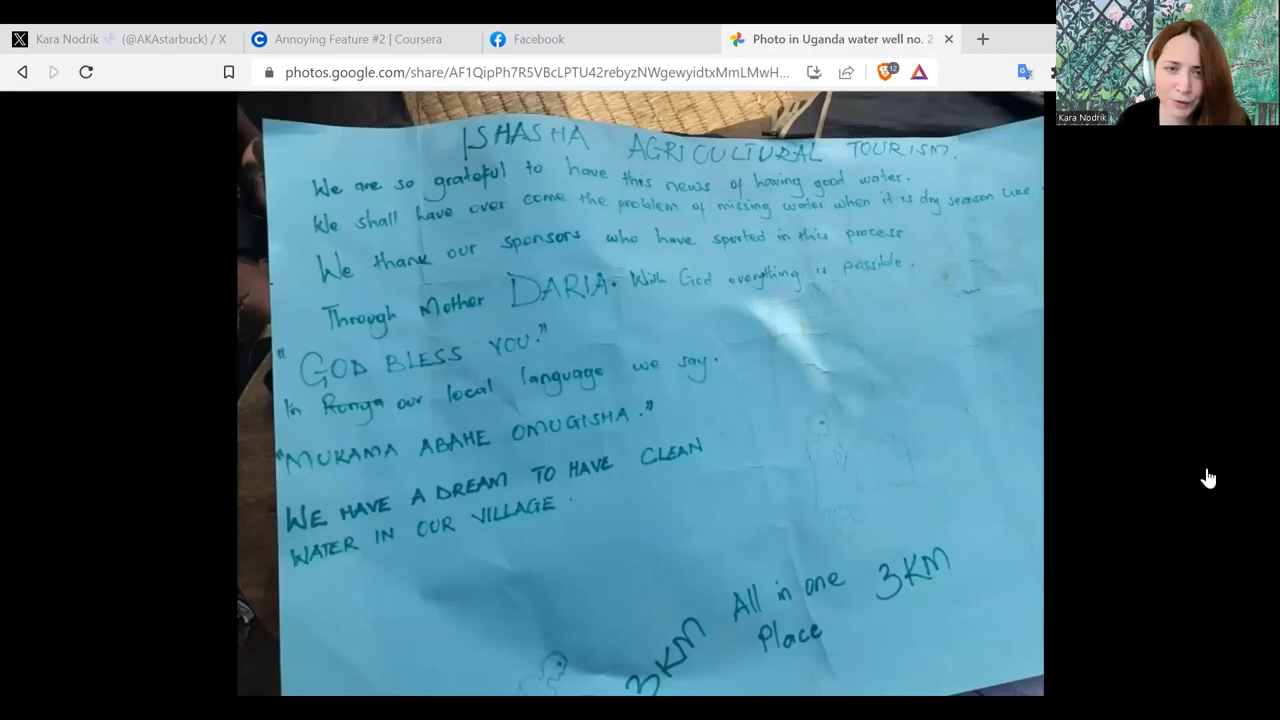 Kara Nodrik (@AKAstarbuck) / X
Annoying Feature #2 | Coursera
Facebook
Photo in Uganda water well no. 2
photos.google.com/share/AF1QipPh7R5VBcLPTU42rebyzNWgewyidtxMmLMwH...
12
Kara Nodrik
ISHASHA AGRICULTURAL TOURISM.
We are so grateful to have this news of having good water.
We shall have over come the problem of missing water when it is dry season like
We thank our sponsors who have sported in this process
Through Mother DARIA. With God everything is possible.
"GOD BLESS YOU."
In Runya our local language we say.
"MUKAMA ABAHE OMUGISHA."
WE HAVE A DREAM TO HAVE CLEAN
WATER IN OUR VILLAGE.
All in one 3KM
3KM Place